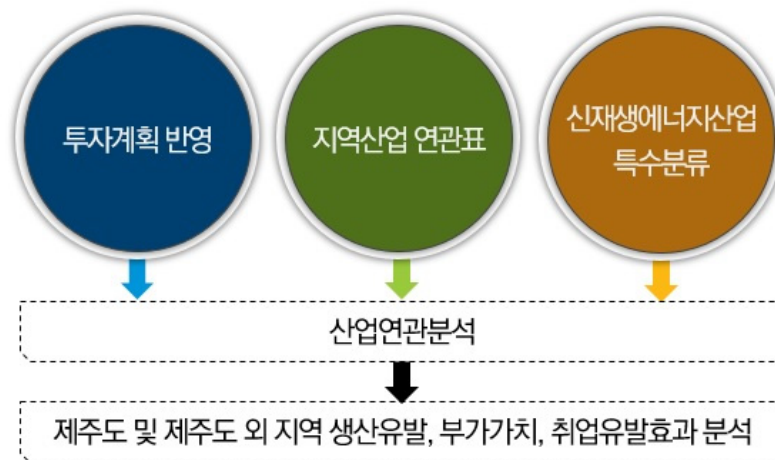 투자계획 반영
지역산업 연관표
신재생에너지산업
특수분류
산업연관분석
제주도 및 제주도 외 지역 생산유발, 부가가치, 취업유발효과 분석